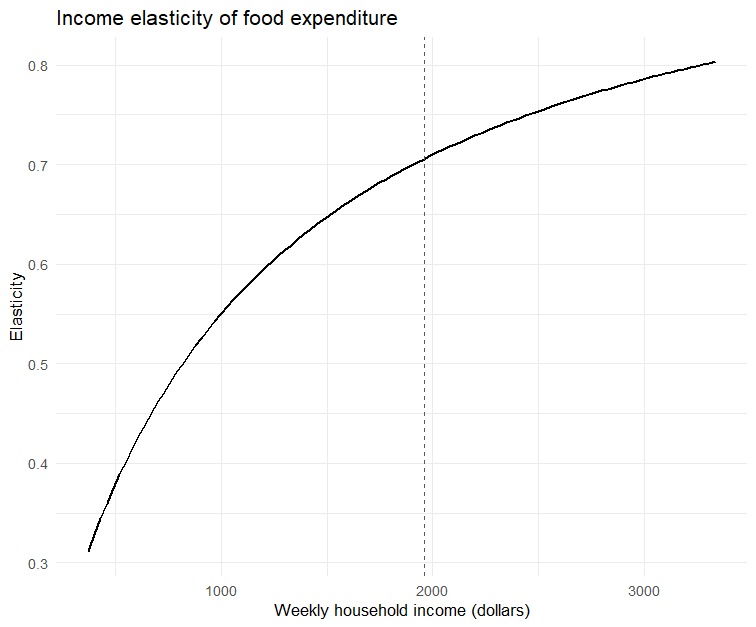 Income elasticity of food expenditure
Elasticity
0.8
0.7
0.6
0.5
0.4
0.3
1000 2000 3000
Weekly household income (dollars)